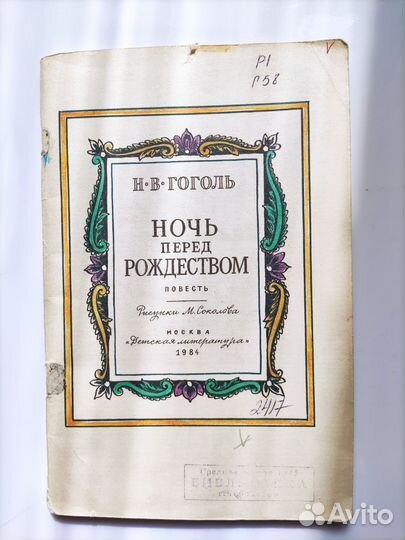 Р1
Г58
Н·В·ГОГОЛЬ
НОЧЬ
ПЕРЕД
РОЖДЕСТВОМ
ПОВЕСТЬ
Рисунки М. Соколова
МОСКВА
«Детская литература»
1984
2417
БИБЛИОТЕКА
Avito